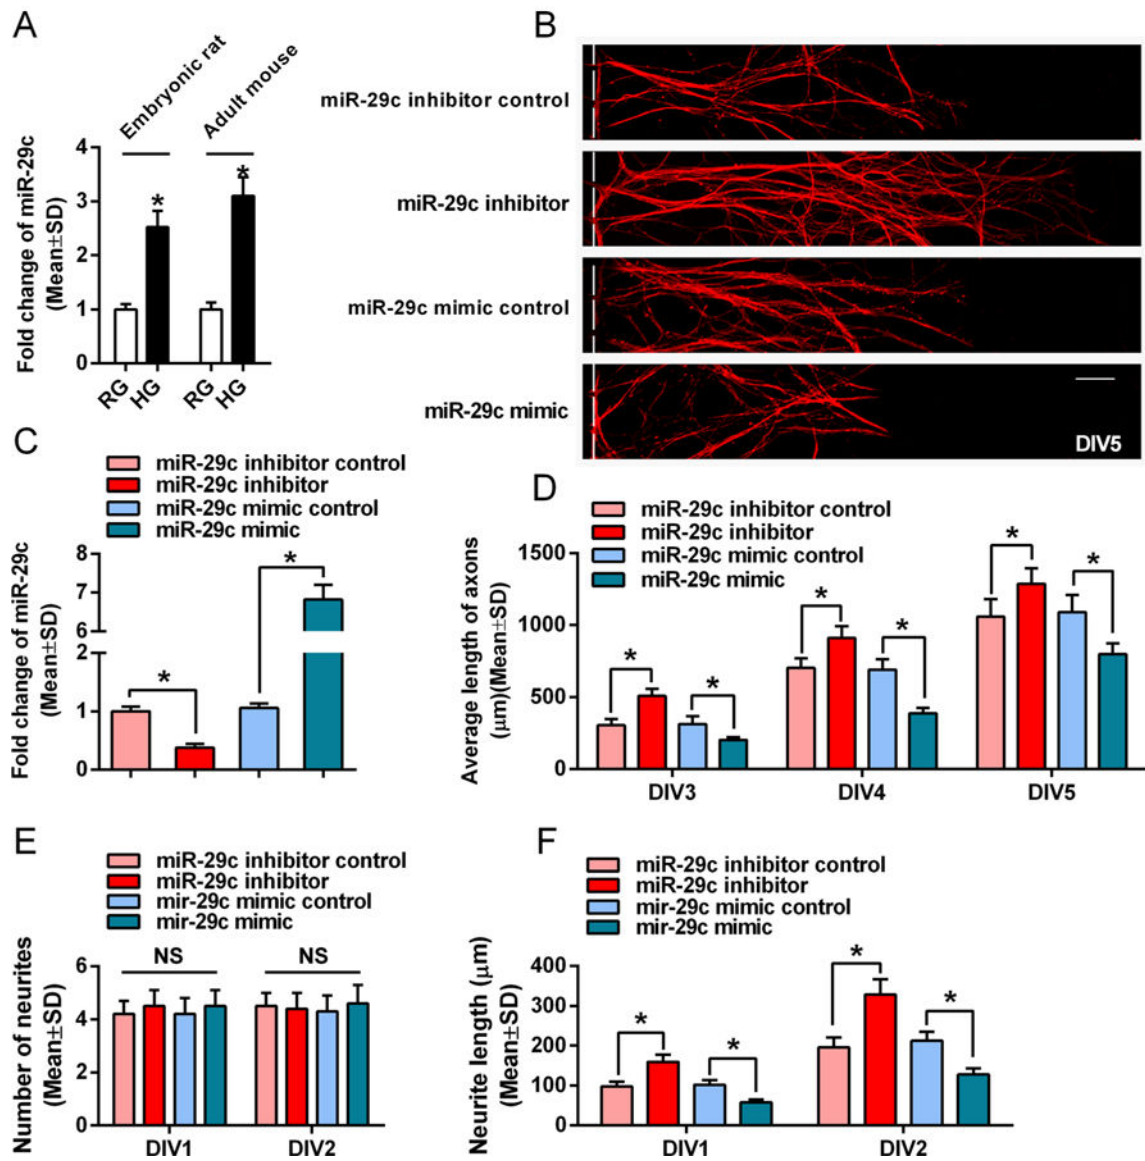 A
Embryonic rat
Adult mouse
Fold change of miR-29c
(Mean±SD)
4
3
2
1
0
*
*
RG
HG
RG
HG
B
miR-29c inhibitor control
miR-29c inhibitor
miR-29c mimic control
miR-29c mimic
DIV5
C
miR-29c inhibitor control
miR-29c inhibitor
miR-29c mimic control
miR-29c mimic
Fold change of miR-29c
(Mean±SD)
8
7
6
2
1
0
*
*
D
miR-29c inhibitor control
miR-29c inhibitor
miR-29c mimic control
miR-29c mimic
Average length of axons
(μm)(Mean±SD)
1500
1000
500
0
*
*
*
*
*
*
DIV3
DIV4
DIV5
E
miR-29c inhibitor control
miR-29c inhibitor
mir-29c mimic control
mir-29c mimic
Number of neurites
(Mean±SD)
6
4
2
0
NS
NS
DIV1
DIV2
F
miR-29c inhibitor control
miR-29c inhibitor
mir-29c mimic control
mir-29c mimic
Neurite length (μm)
(Mean±SD)
400
300
200
100
0
*
*
*
*
DIV1
DIV2